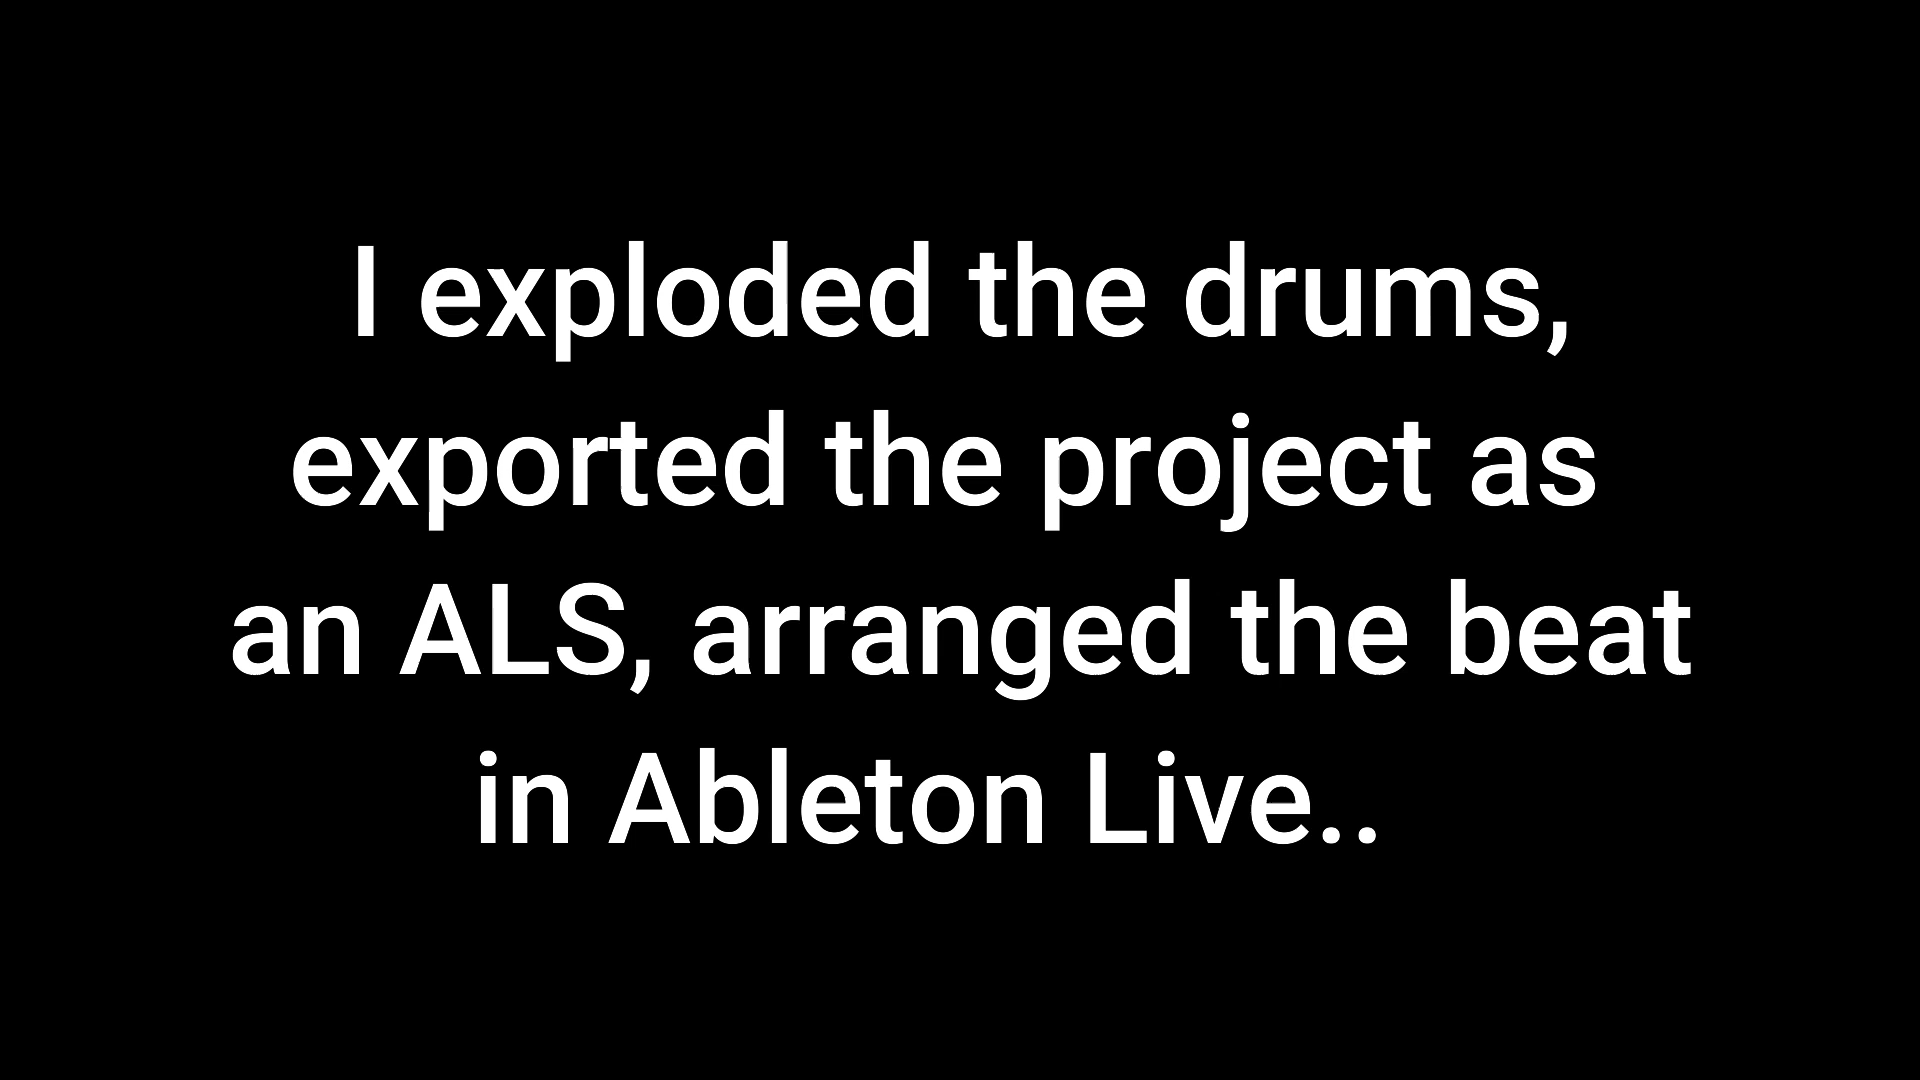 I exploded the drums,
exported the project as
an ALS, arranged the beat
in Ableton Live..